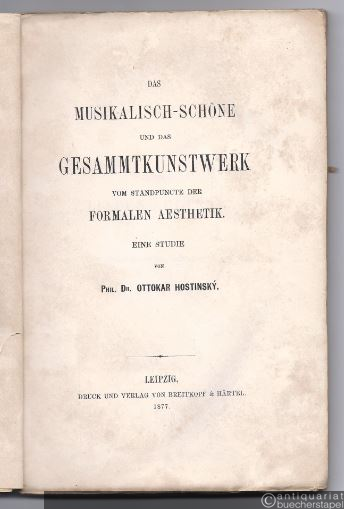 DAS
MUSIKALISCH-SCHÖNE
UND DAS
GESAMMTKUNSTWERK
VOM STANDPUNCTE DER
FORMALEN AESTHETIK.
EINE STUDIE
VON
PHIL. DR. OTTOKAR HOSTINSKÝ.
LEIPZIG,
DRUCK UND VERLAG VON BREITKOPF & HÄRTEL.
1877.
antiquariat
buecherstapel